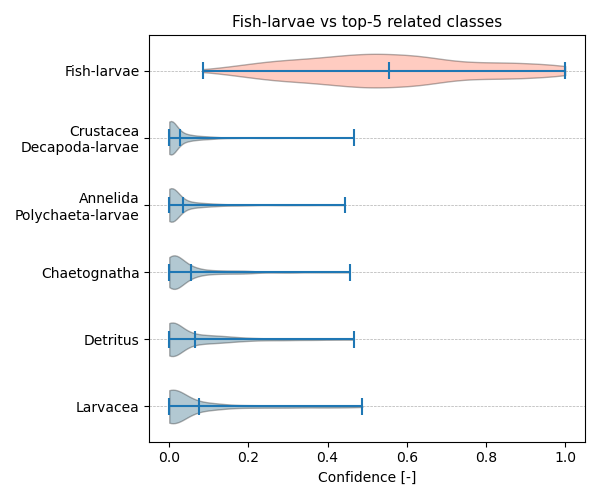 Fish-larvae vs top-5 related classes
Fish-larvae
Crustacea
Decapoda-larvae
Annelida
Polychaeta-larvae
Chaetognatha
Detritus
Larvacea
0.0 0.2 0.4 0.6 0.8 1.0
Confidence [-]